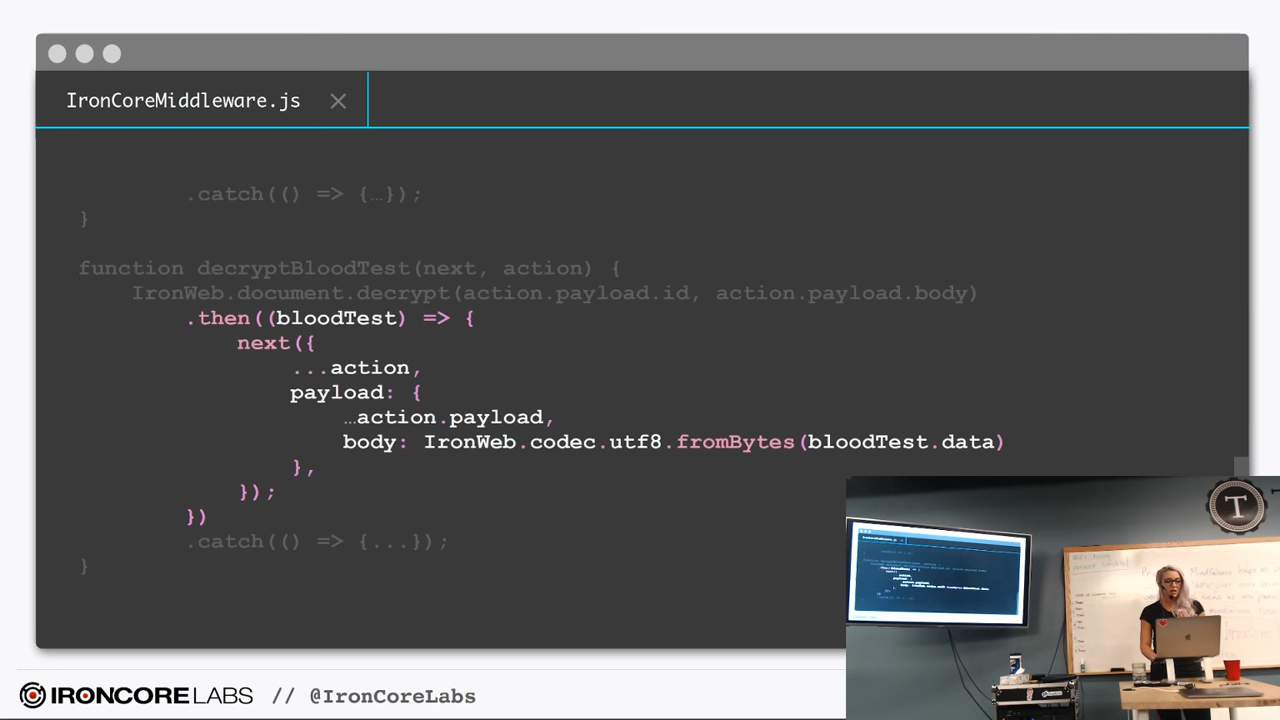 IronCoreMiddleware.js ×
.catch(() => {…});
}
function decryptBloodTest(next, action) {
IronWeb.document.decrypt(action.payload.id, action.payload.body)
.then((bloodTest) => {
next({
...action,
payload: {
…action.payload,
body: IronWeb.codec.utf8.fromBytes(bloodTest.data)
},
});
})
.catch(() => {...});
}
T
IRONCORE LABS // @IronCoreLabs